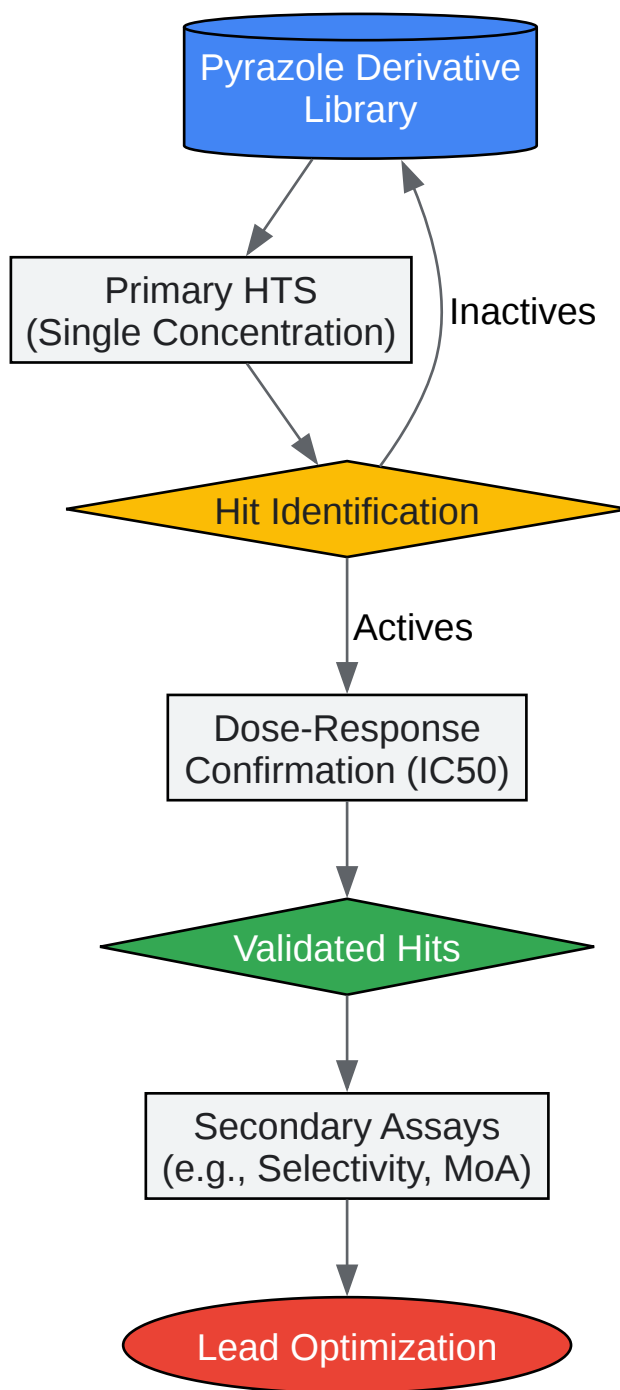 Pyrazole Derivative
Library
Primary HTS
(Single Concentration)
Inactives
Hit Identification
Actives
Dose-Response
Confirmation (IC50)
Validated Hits
Secondary Assays
(e.g., Selectivity, MoA)
Lead Optimization